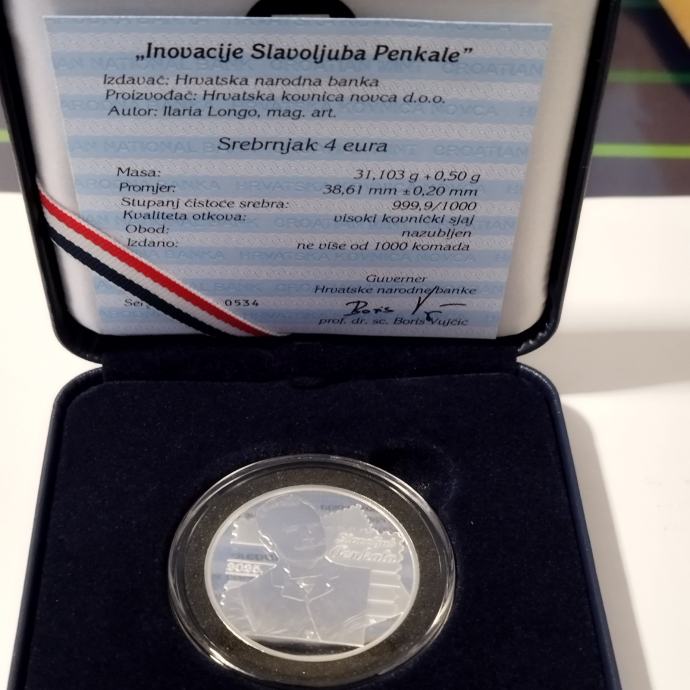 „Inovacije Slavoljuba Penkale”
Izdavač: Hrvatska narodna banka
Proizvođač: Hrvatska kovnica novca d.o.o.
Autor: Ilaria Longo, mag. art.
Srebrnjak 4 eura
Masa: 31,103 g +0,50 g
Promjer: 38,61 mm ±0,20 mm
Stupanj čistoće srebra: 999,9/1000
Kvaliteta otkova: visoki kovnički sjaj
Obod: nazubljen
Izdano: ne više od 1000 komada
Guverner
Hrvatske narodne banke
0534
prof. dr. sc. Boris Vujčić
Slavoljub
Penkala